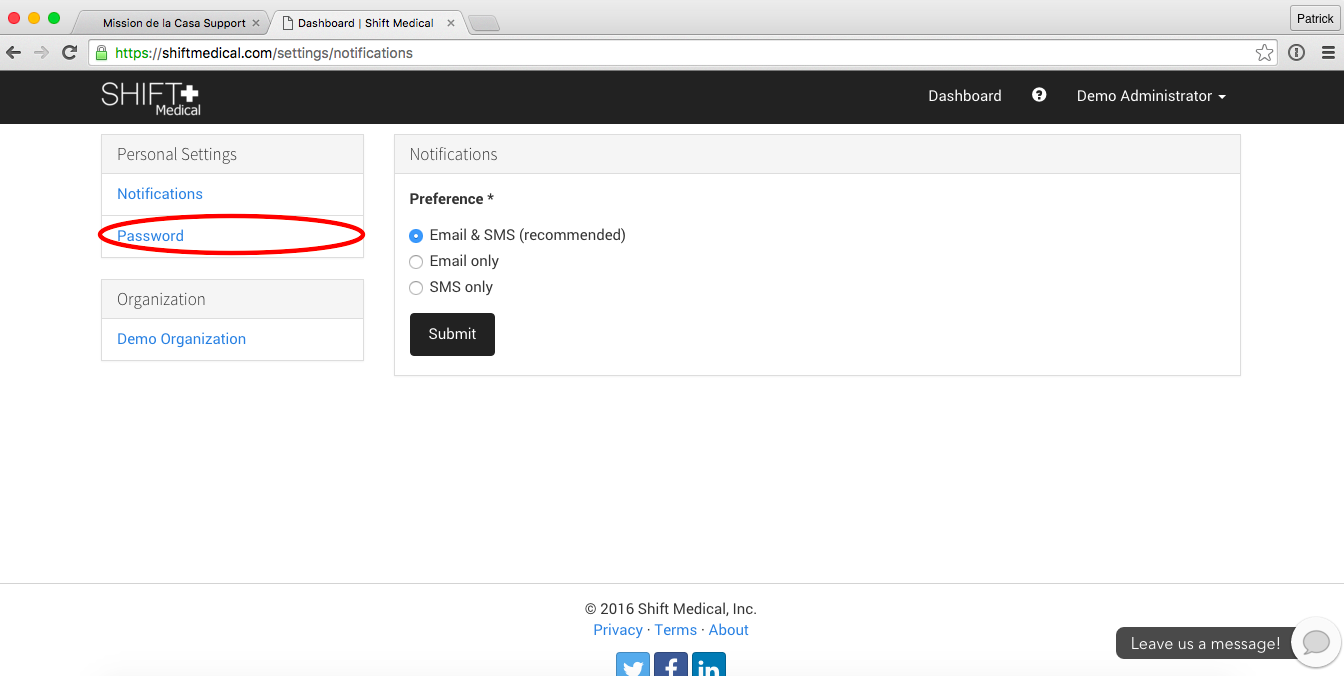 Mission de la Casa Support
Dashboard | Shift Medical
Patrick
https://shiftmedical.com/settings/notifications
SHIFT
Medical
Dashboard
Demo Administrator
Personal Settings
Notifications
Password
Organization
Demo Organization
Notifications
Preference *
Email & SMS (recommended)
Email only
SMS only
Submit
© 2016 Shift Medical, Inc.
Privacy · Terms · About
Leave us a message!